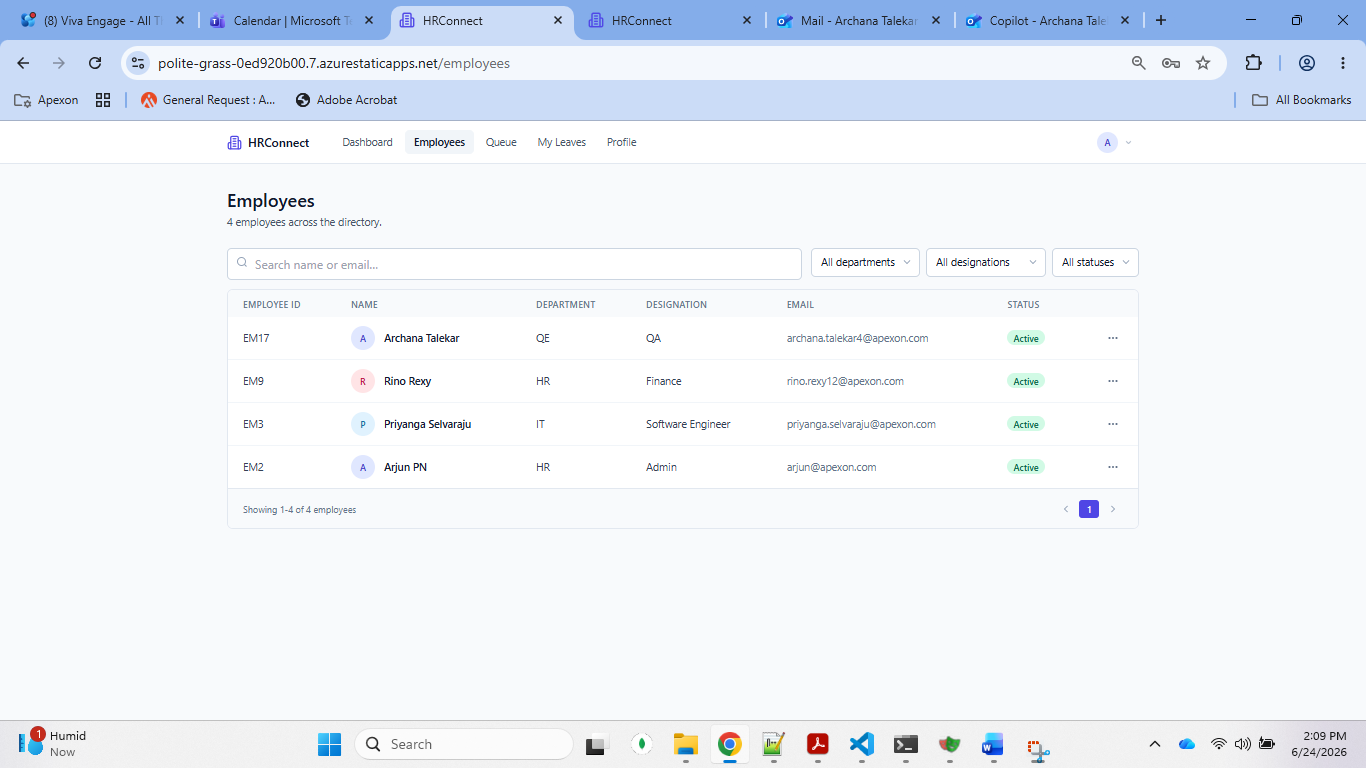 (8) Viva Engage - All T
Calendar | Microsoft Te
HRConnect
HRConnect
Mail - Archana Talekar
Copilot - Archana Tale
polite-grass-0ed920b00.7.azurestaticapps.net/employees
Apexon
General Request : A...
Adobe Acrobat
All Bookmarks
HRConnect
Dashboard
Employees
Queue
My Leaves
Profile
A
Employees
4 employees across the directory.
Search name or email...
All departments
All designations
All statuses
EMPLOYEE ID NAME DEPARTMENT DESIGNATION EMAIL STATUS
EM17 A Archana Talekar QE QA archana.talekar4@apexon.com Active
EM9 R Rino Rexy HR Finance rino.rexy12@apexon.com Active
EM3 P Priyanga Selvaraju IT Software Engineer priyanga.selvaraju@apexon.com Active
EM2 A Arjun PN HR Admin arjun@apexon.com Active
Showing 1-4 of 4 employees
1
1
Humid
Now
Search
2:09 PM
6/24/2026